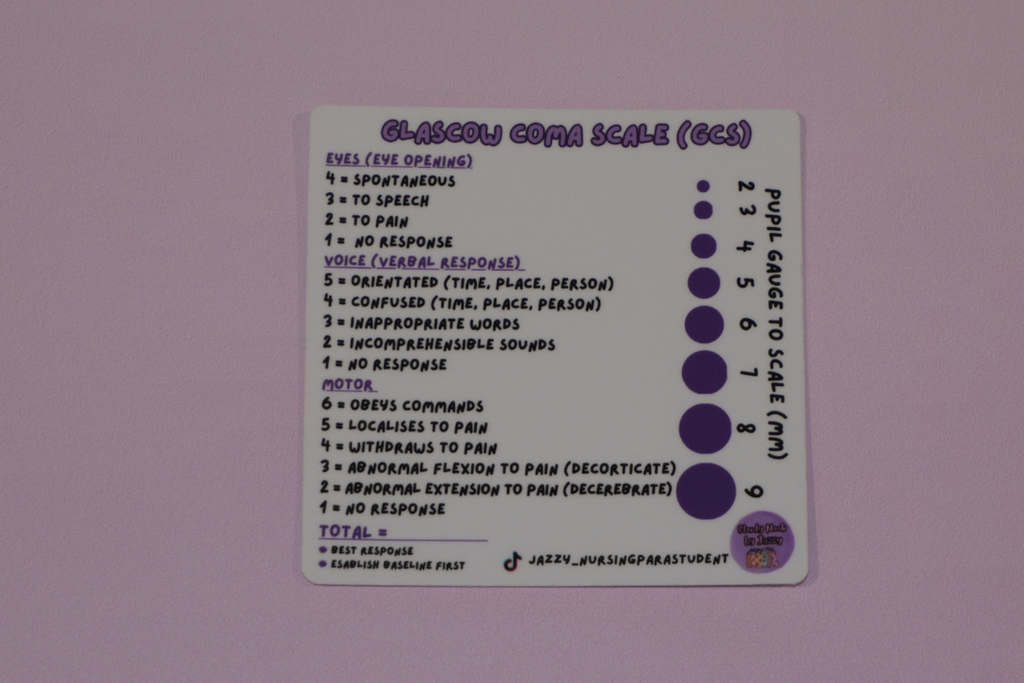 GLASCOW COMA SCALE (GCS)
EYES (EYE OPENING)
4 = SPONTANEOUS
3 = TO SPEECH
2 = TO PAIN
1 = NO RESPONSE
VOICE (VERBAL RESPONSE)
5 = ORIENTATED (TIME, PLACE, PERSON)
4 = CONFUSED (TIME, PLACE, PERSON)
3 = INAPPROPRIATE WORDS
2 = INCOMPREHENSIBLE SOUNDS
1 = NO RESPONSE
MOTOR
6 = OBEYS COMMANDS
5 = LOCALISES TO PAIN
4 = WITHDRAWS TO PAIN
3 = ABNORMAL FLEXION TO PAIN (DECORTICATE)
2 = ABNORMAL EXTENSION TO PAIN (DECEREBRATE)
1 = NO RESPONSE
TOTAL =
BEST RESPONSE
ESABLISH BASELINE FIRST
JAZZY_NURSINGPARASTUDENT
PUPIL GAUGE TO SCALE (MM)
2 3 4 5 6 7 8 9
Study Hack
by Jazzy